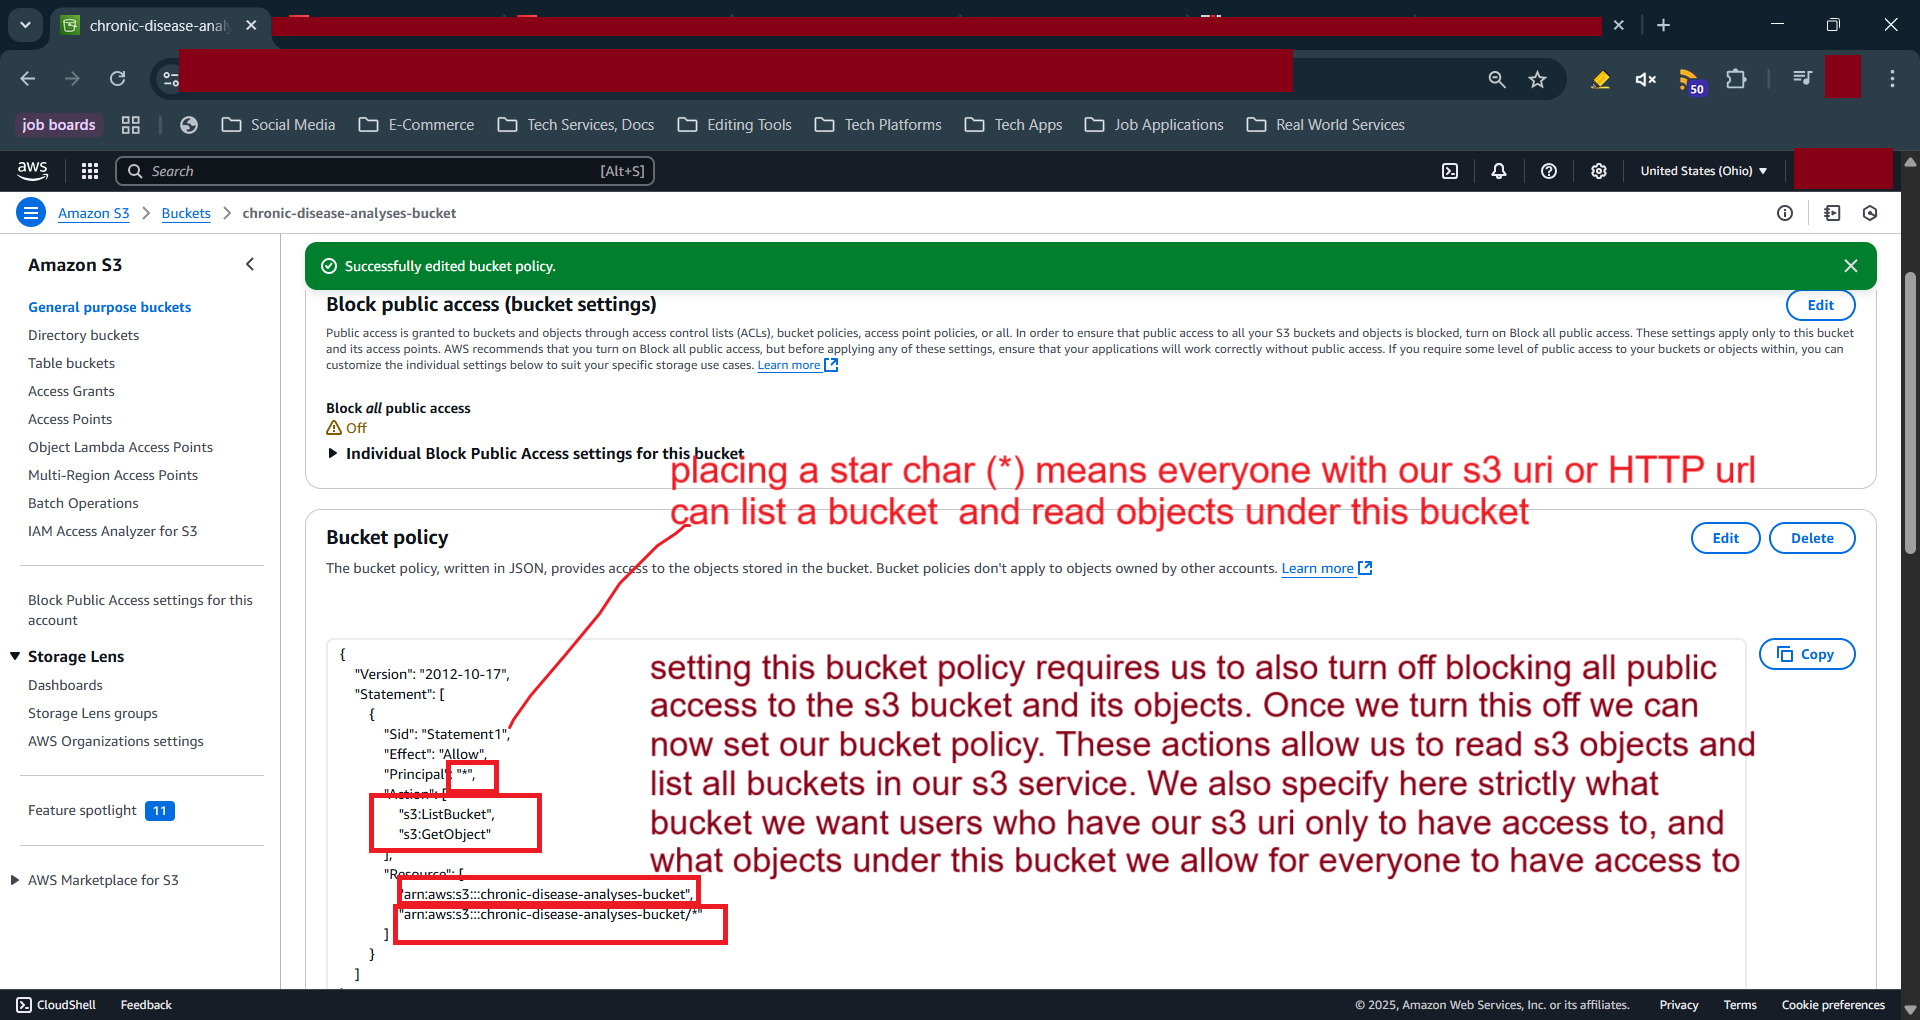 chronic-disease-anal
50
job boards
Social Media
E-Commerce
Tech Services, Docs
Editing Tools
Tech Platforms
Tech Apps
Job Applications
Real World Services
aws
Search
[Alt+S]
United States (Ohio)
Amazon S3
Buckets
chronic-disease-analyses-bucket
Amazon S3
General purpose buckets
Directory buckets
Table buckets
Access Grants
Access Points
Object Lambda Access Points
Multi-Region Access Points
Batch Operations
IAM Access Analyzer for S3
Block Public Access settings for this
account
Storage Lens
Dashboards
Storage Lens groups
AWS Organizations settings
Feature spotlight 11
AWS Marketplace for S3
Successfully edited bucket policy.
Block public access (bucket settings)
Edit
Public access is granted to buckets and objects through access control lists (ACLs), bucket policies, access point policies, or all. In order to ensure that public access to all your S3 buckets and objects is blocked, turn on Block all public access. These settings apply only to this bucket
and its access points. AWS recommends that you turn on Block all public access, but before applying any of these settings, ensure that your applications will work correctly without public access. If you require some level of public access to your buckets or objects within, you can
customize the individual settings below to suit your specific storage use cases. Learn more
Block all public access
Off
Individual Block Public Access settings for this bucket
placing a star char (*) means everyone with our s3 uri or HTTP url
can list a bucket and read objects under this bucket
Bucket policy
Edit
Delete
The bucket policy, written in JSON, provides access to the objects stored in the bucket. Bucket policies don't apply to objects owned by other accounts. Learn more
Copy
{
"Version": "2012-10-17",
"Statement": [
{
"Sid": "Statement1",
"Effect": "Allow",
"Principal": "*",
"Action": [
"s3:ListBucket",
"s3:GetObject"
],
"Resource": [
"arn:aws:s3:::chronic-disease-analyses-bucket",
"arn:aws:s3:::chronic-disease-analyses-bucket/*"
]
}
]
setting this bucket policy requires us to also turn off blocking all public
access to the s3 bucket and its objects. Once we turn this off we can
now set our bucket policy. These actions allow us to read s3 objects and
list all buckets in our s3 service. We also specify here strictly what
bucket we want users who have our s3 uri only to have access to, and
what objects under this bucket we allow for everyone to have access to
CloudShell
Feedback
© 2025, Amazon Web Services, Inc. or its affiliates.
Privacy
Terms
Cookie preferences